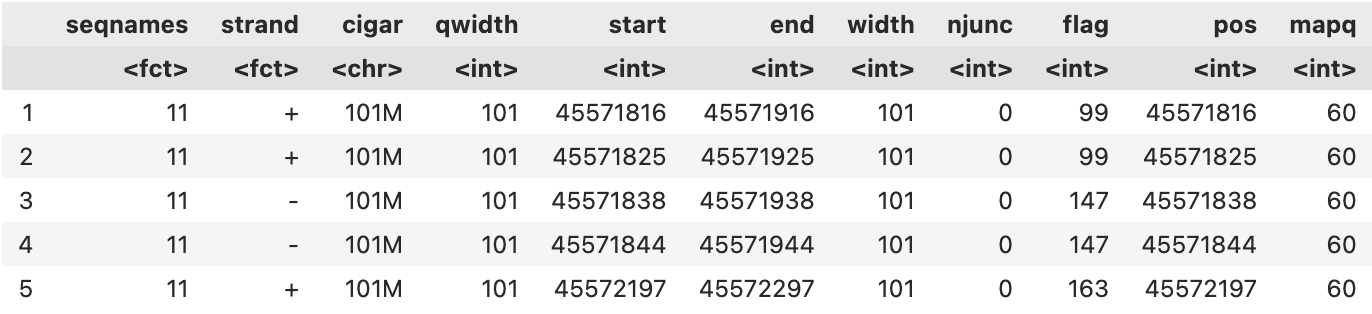 seqnames strand cigar qwidth start end width njunc flag pos mapq
<fct> <fct> <chr> <int> <int> <int> <int> <int> <int> <int> <int>
1 11 + 101M 101 45571816 45571916 101 0 99 45571816 60
2 11 + 101M 101 45571825 45571925 101 0 99 45571825 60
3 11 - 101M 101 45571838 45571938 101 0 147 45571838 60
4 11 - 101M 101 45571844 45571944 101 0 147 45571844 60
5 11 + 101M 101 45572197 45572297 101 0 163 45572197 60